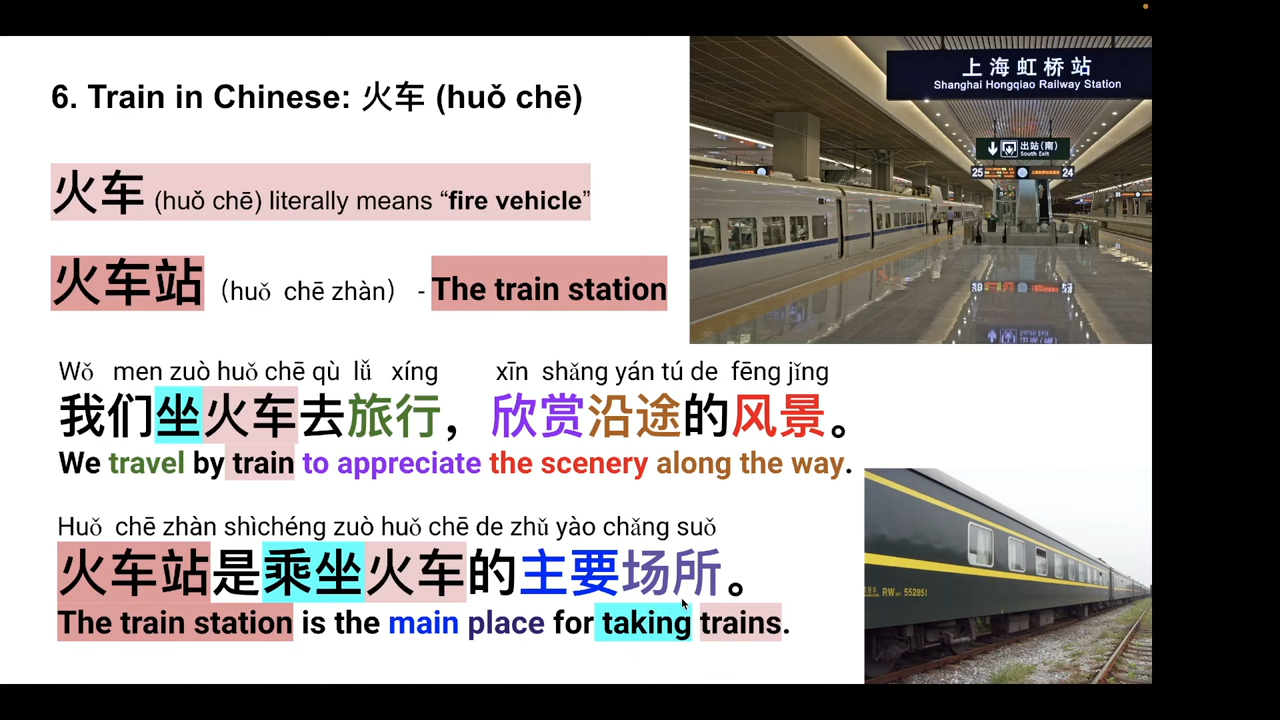 6. Train in Chinese: 火车 (huǒ chē)
火车 (huǒ chē) literally means “fire vehicle”
火车站 （huǒ chē zhàn） - The train station
Wǒ men zuò huǒ chē qù lǚ xíng xīn shǎng yán tú de fēng jǐng
我们坐火车去旅行，欣赏沿途的风景。
We travel by train to appreciate the scenery along the way.
Huǒ chē zhàn shìchéng zuò huǒ chē de zhǔ yào chǎng suǒ
火车站是乘坐火车的主要场所。
The train station is the main place for taking trains.
上海虹桥站
Shanghai Hongqiao Railway Station
出站(南)
South Exit
25
24
RW 552851